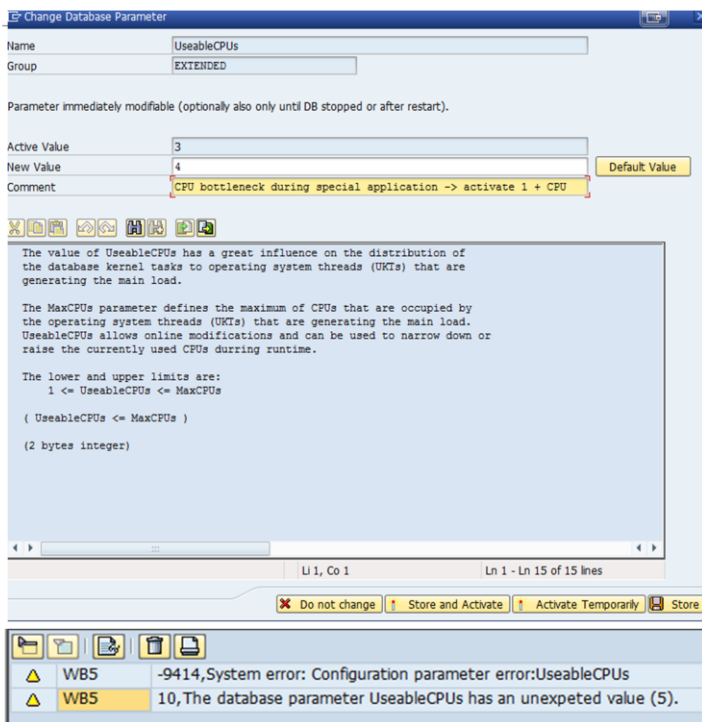 Change Database Parameter
Name UseableCPUs
Group EXTENDED
Parameter immediately modifiable (optionally also only until DB stopped or after restart).
Active Value 3
New Value 4 Default Value
Comment CPU bottleneck during special application -> activate 1 + CPU
The value of UseableCPUs has a great influence on the distribution of
the database kernel tasks to operating system threads (UKTs) that are
generating the main load.
The MaxCPUs parameter defines the maximum of CPUs that are occupied by
the operating system threads (UKTs) that are generating the main load.
UseableCPUs allows online modifications and can be used to narrow down or
raise the currently used CPUs durring runtime.
The lower and upper limits are:
1 <= UseableCPUs <= MaxCPUs
( UseableCPUs <= MaxCPUs )
(2 bytes integer)
Li 1, Co 1 Ln 1 - Ln 15 of 15 lines
Do not change Store and Activate Activate Temporarily Store
WB5 -9414,System error: Configuration parameter error:UseableCPUs
WB5 10,The database parameter UseableCPUs has an unexpeted value (5).